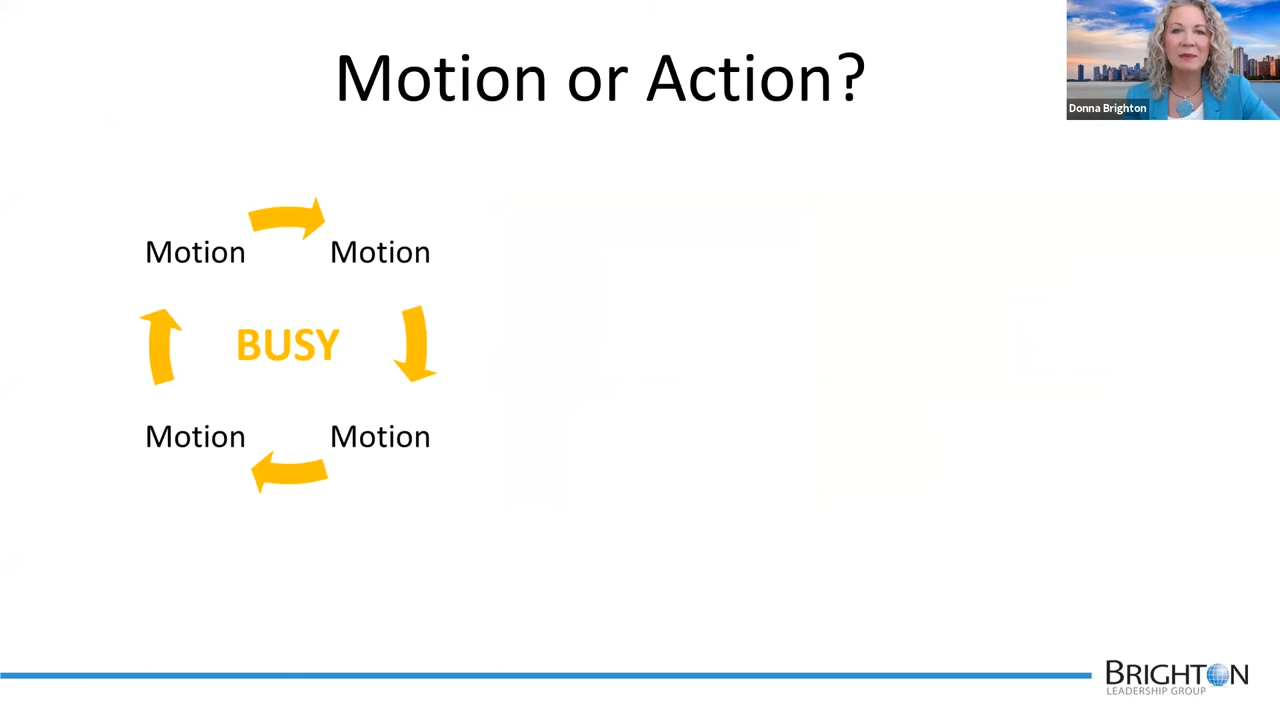 Motion or Action?
Donna Brighton
Motion Motion
BUSY
Motion Motion
BRIGHTON
LEADERSHIP GROUP